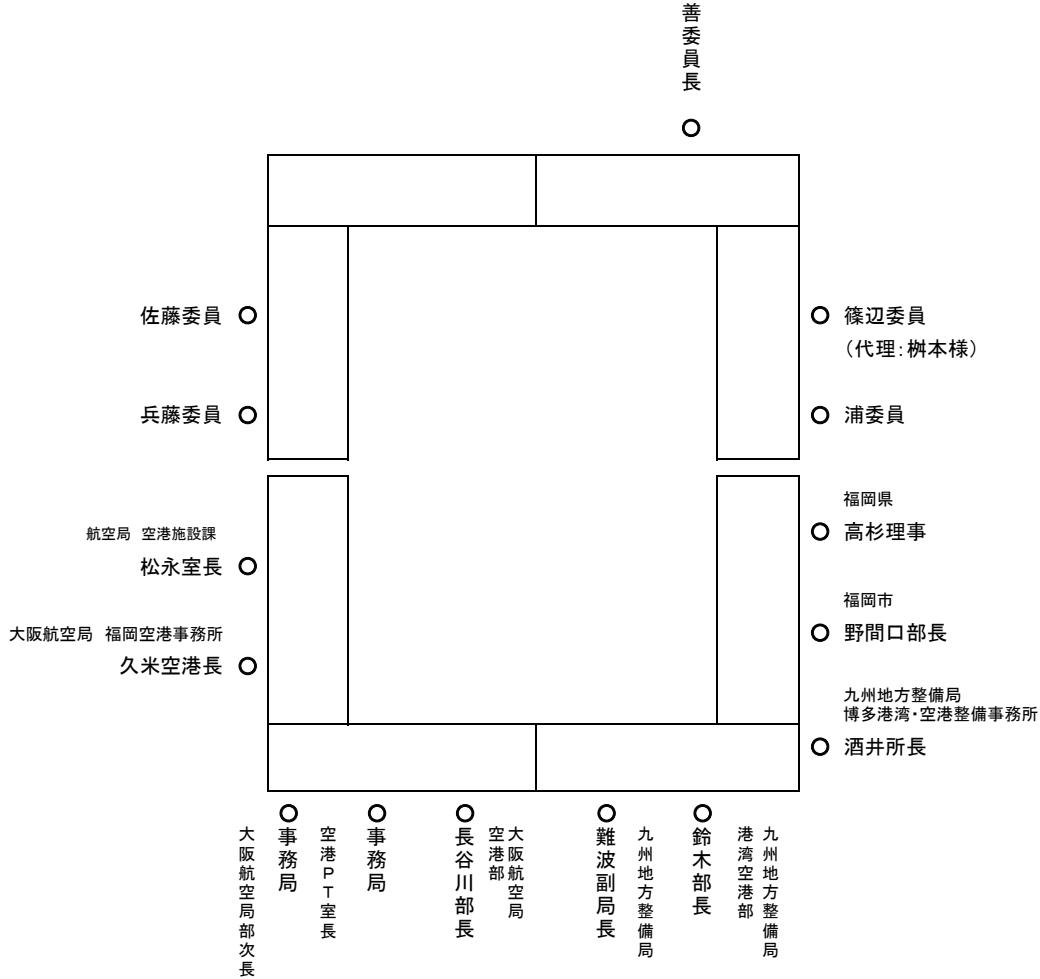 善委員長
佐藤委員
兵藤委員
航空局　空港施設課
松永室長
大阪航空局　福岡空港事務所
久米空港長
篠辺委員
（代理：桝本様）
浦委員
福岡県
高杉理事
福岡市
野間口部長
九州地方整備局
博多港湾・空港整備事務所
酒井所長
大阪航空局部次長
事務局
空港ＰＴ室長
事務局
長谷川部長
大阪航空局
空港部
難波副局長
九州地方整備局
鈴木部長
九州地方整備局
港湾空港部